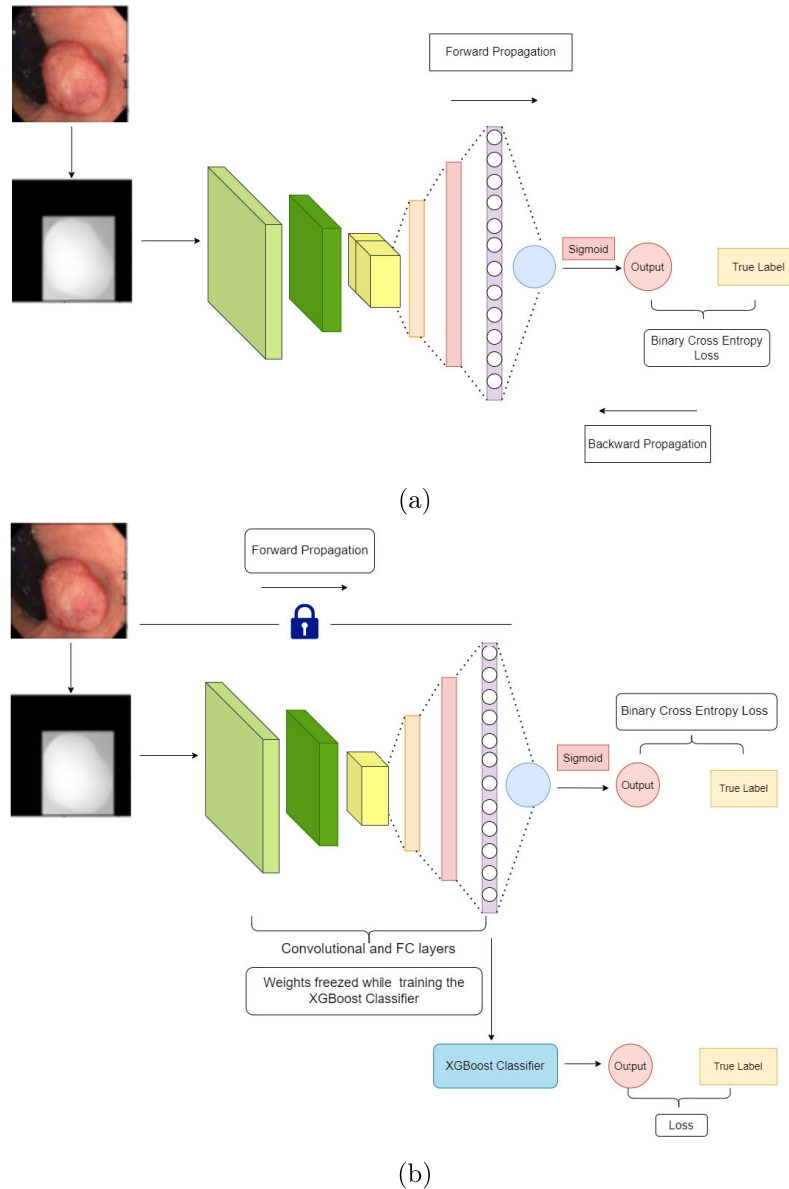 Forward Propagation
Sigmoid
Output
True Label
Binary Cross Entropy
Loss
Backward Propagation
(a)
Forward Propagation
Binary Cross Entropy Loss
Sigmoid
Output
True Label
Convolutional and FC layers
Weights freezed while training the
XGBoost Classifier
XGBoost Classifier
Output
True Label
Loss
(b)